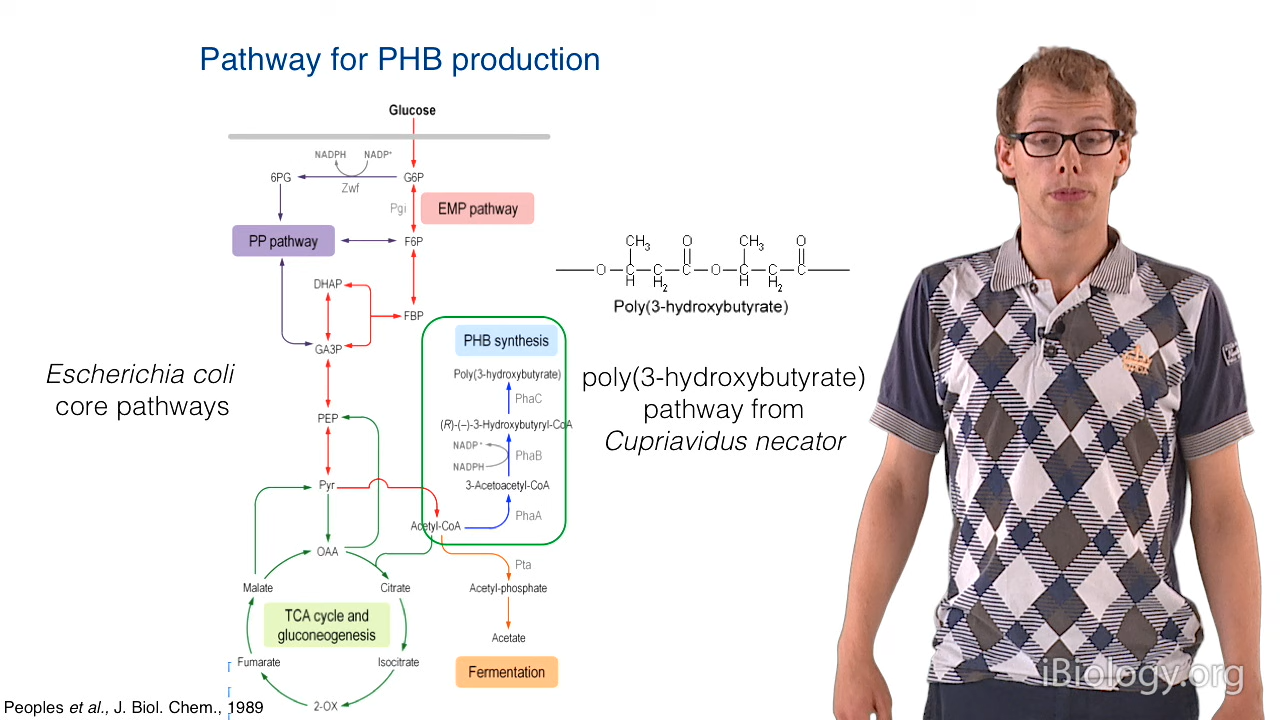 Pathway for PHB production
Glucose
NADPH NADP+
6PG
G6P
Zwf
Pgi
EMP pathway
PP pathway
F6P
DHAP
FBP
GA3P
PHB synthesis
Poly(3-hydroxybutyrate)
PhaC
(R)-(–)-3-Hydroxybutyryl-CoA
NADP+
PhaB
NADPH
3-Acetoacetyl-CoA
PhaA
Acetyl-CoA
PEP
Pyr
OAA
Pta
Malate
Citrate
Acetyl-phosphate
TCA cycle and
gluconeogenesis
Acetate
Fumarate
Isocitrate
Fermentation
2-OX
CH3 O CH3 O
O C C C O C C C
H H2 H H2
Poly(3-hydroxybutyrate)
Escherichia coli
core pathways
poly(3-hydroxybutyrate)
pathway from
Cupriavidus necator
Peoples et al., J. Biol. Chem., 1989
iBiology.org